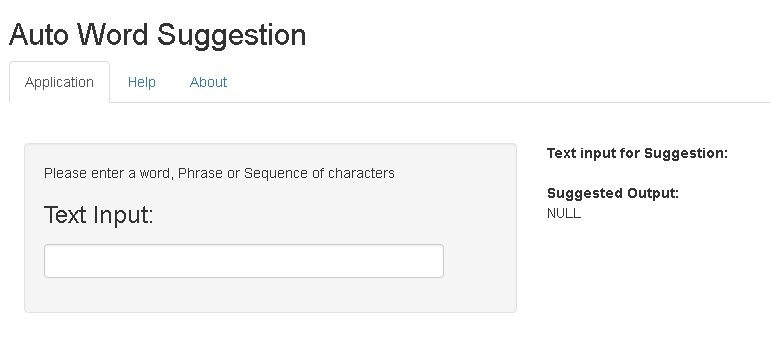 Auto Word Suggestion
Application Help About
Please enter a word, Phrase or Sequence of characters
Text Input:
Text input for Suggestion:
Suggested Output:
NULL